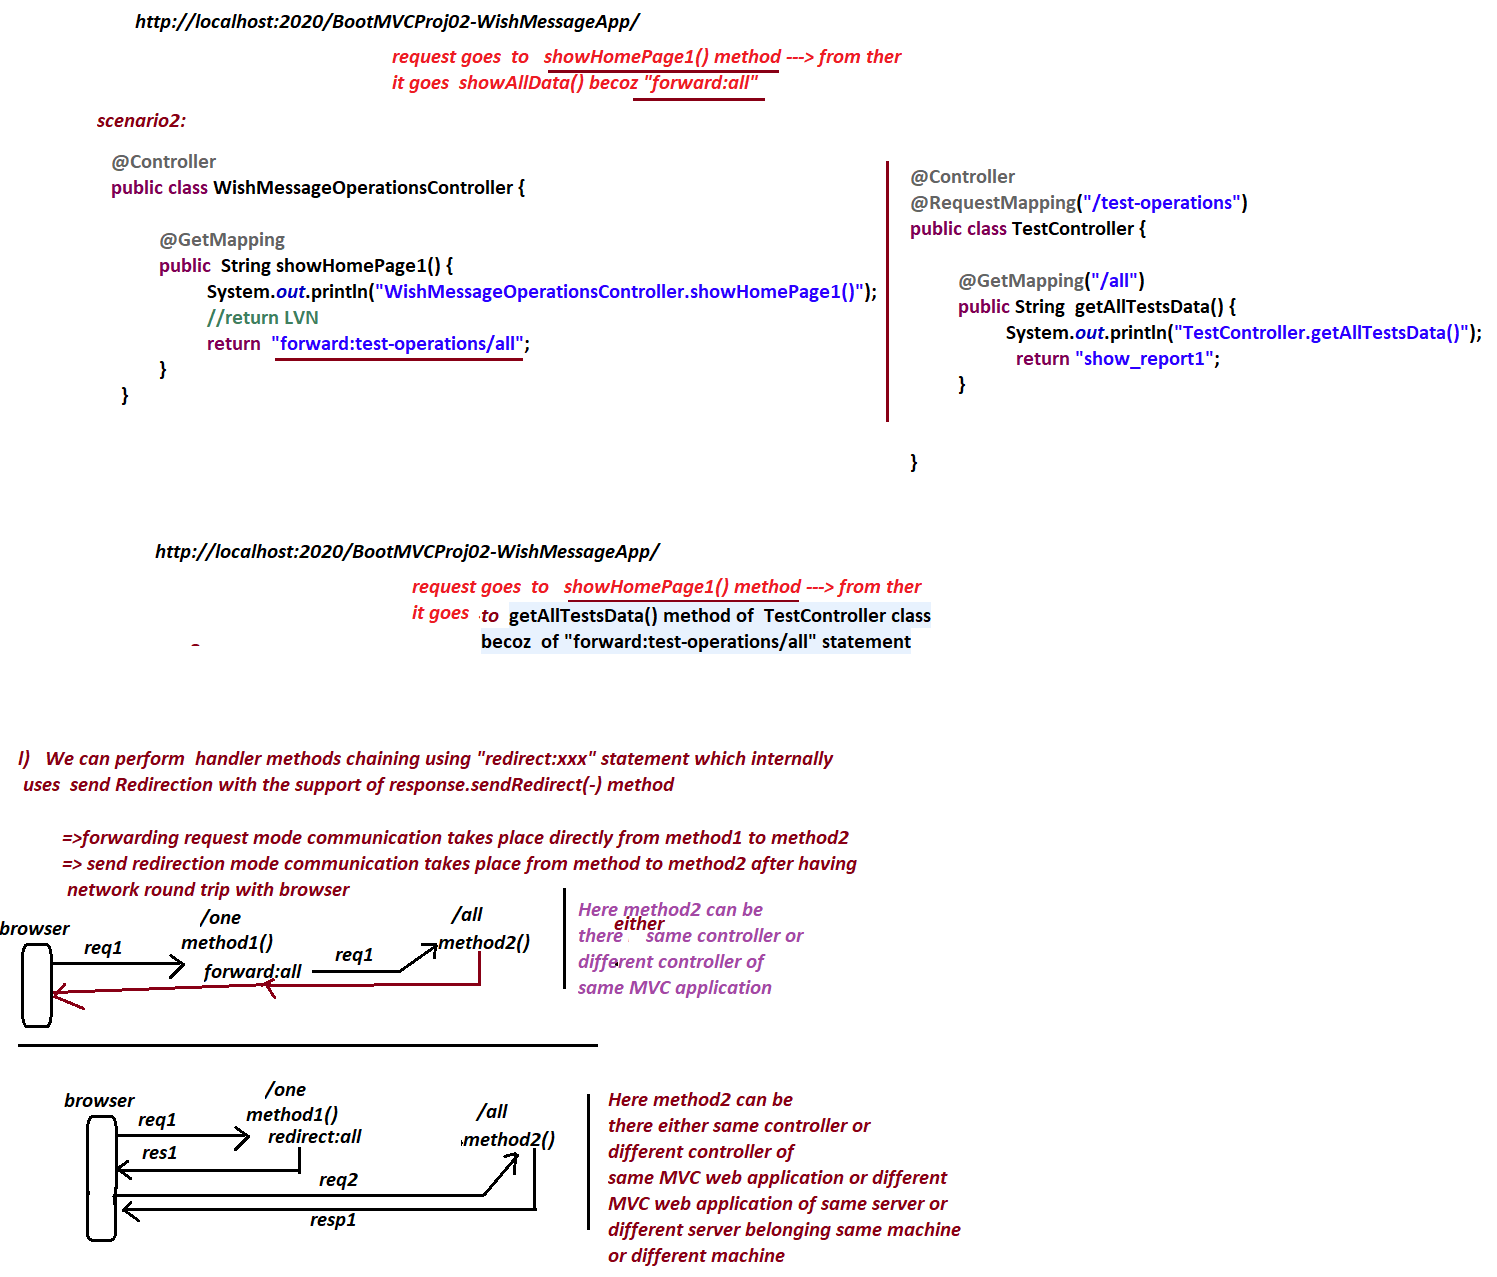 http://localhost:2020/BootMVCProj02-WishMessageApp/
request goes to showHomePage1() method ---> from ther
it goes showAllData() becoz "forward:all"
scenario2:
@Controller
public class WishMessageOperationsController {
@GetMapping
public String showHomePage1() {
System.out.println("WishMessageOperationsController.showHomePage1()");
//return LVN
return "forward:test-operations/all";
}
}
@Controller
@RequestMapping("/test-operations")
public class TestController {
@GetMapping("/all")
public String getAllTestsData() {
System.out.println("TestController.getAllTestsData()");
return "show_report1";
}
}
http://localhost:2020/BootMVCProj02-WishMessageApp/
request goes to showHomePage1() method ---> from ther
it goes to getAllTestsData() method of TestController class
becoz of "forward:test-operations/all" statement
l) We can perform handler methods chaining using "redirect:xxx" statement which internally
uses send Redirection with the support of response.sendRedirect(-) method
=>forwarding request mode communication takes place directly from method1 to method2
=> send redirection mode communication takes place from method to method2 after having
network round trip with browser
browser
req1
/one
method1()
forward:all
req1
/all
method2()
Here method2 can be
there either same controller or
different controller of
same MVC application
browser
req1
res1
/one
method1()
redirect:all
/all
method2()
req2
resp1
Here method2 can be
there either same controller or
different controller of
same MVC web application or different
MVC web application of same server or
different server belonging same machine
or different machine